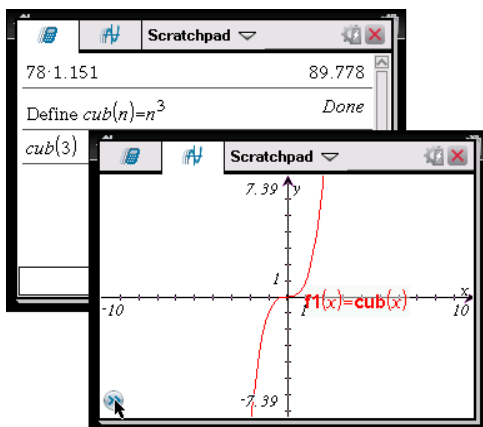 Scratchpad
78·1.151 89.778
Define cub(n)=n³ Done
cub(3)
Scratchpad
7.39 y
1
x
-10 1 10
f1(x)=cub(x)
-7.39